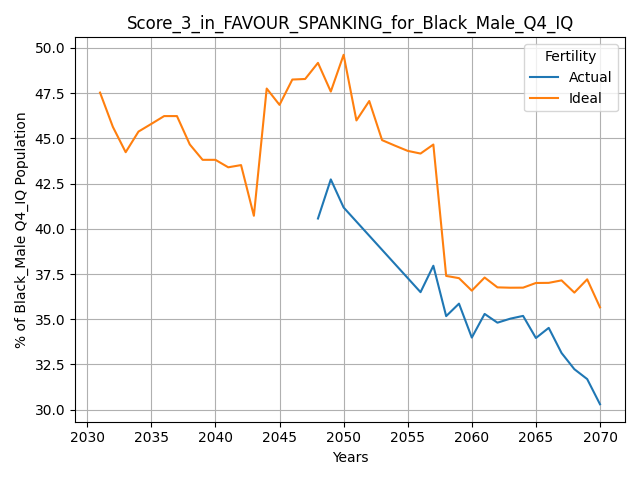 Score_3_in_FAVOUR_SPANKING_for_Black_Male_Q4_IQ
Fertility
Actual
Ideal
% of Black_Male Q4_IQ Population
50.0
47.5
45.0
42.5
40.0
37.5
35.0
32.5
30.0
2030 2035 2040 2045 2050 2055 2060 2065 2070
Years